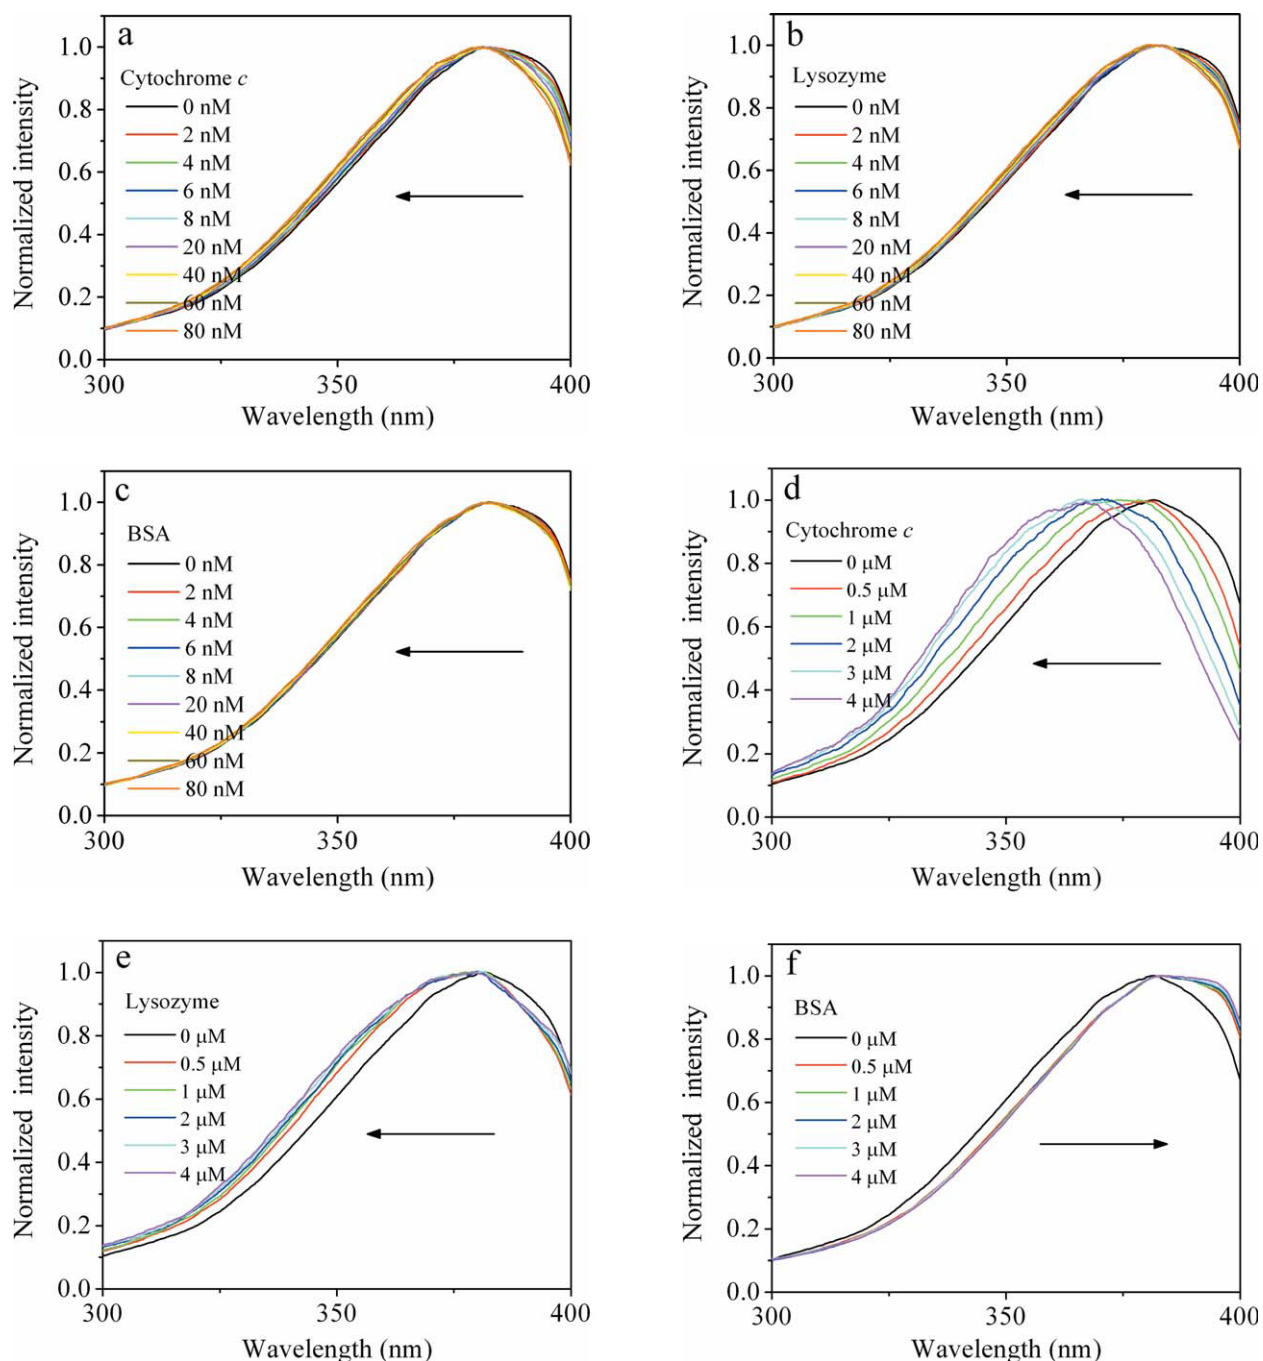 a
Cytochrome c
0 nM
2 nM
4 nM
6 nM
8 nM
20 nM
40 nM
60 nM
80 nM
Normalized intensity
1.0
0.8
0.6
0.4
0.2
0.0
300
350
400
Wavelength (nm)
b
Lysozyme
0 nM
2 nM
4 nM
6 nM
8 nM
20 nM
40 nM
60 nM
80 nM
Normalized intensity
1.0
0.8
0.6
0.4
0.2
0.0
300
350
400
Wavelength (nm)
c
BSA
0 nM
2 nM
4 nM
6 nM
8 nM
20 nM
40 nM
60 nM
80 nM
Normalized intensity
1.0
0.8
0.6
0.4
0.2
0.0
300
350
400
Wavelength (nm)
d
Cytochrome c
0 μM
0.5 μM
1 μM
2 μM
3 μM
4 μM
Normalized intensity
1.0
0.8
0.6
0.4
0.2
0.0
300
350
400
Wavelength (nm)
e
Lysozyme
0 μM
0.5 μM
1 μM
2 μM
3 μM
4 μM
Normalized intensity
1.0
0.8
0.6
0.4
0.2
0.0
300
350
400
Wavelength (nm)
f
BSA
0 μM
0.5 μM
1 μM
2 μM
3 μM
4 μM
Normalized intensity
1.0
0.8
0.6
0.4
0.2
0.0
300
350
400
Wavelength (nm)